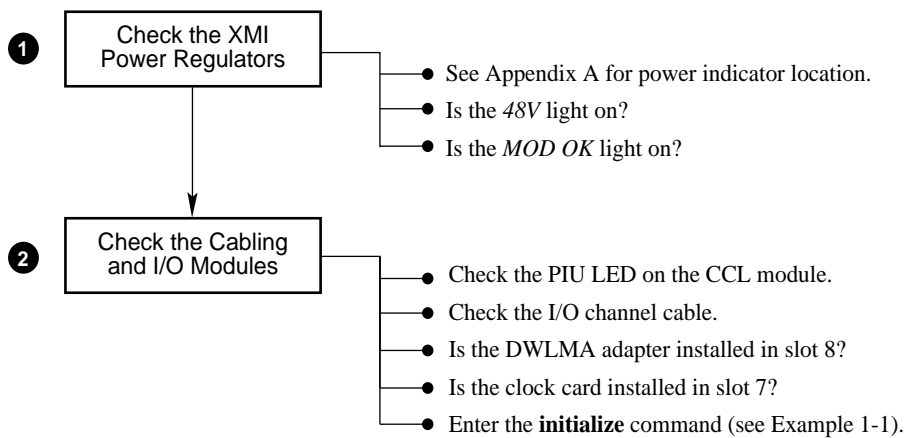 1
Check the XMI
Power Regulators
See Appendix A for power indicator location.
Is the 48V light on?
Is the MOD OK light on?
2
Check the Cabling
and I/O Modules
Check the PIU LED on the CCL module.
Check the I/O channel cable.
Is the DWLMA adapter installed in slot 8?
Is the clock card installed in slot 7?
Enter the initialize command (see Example 1-1).